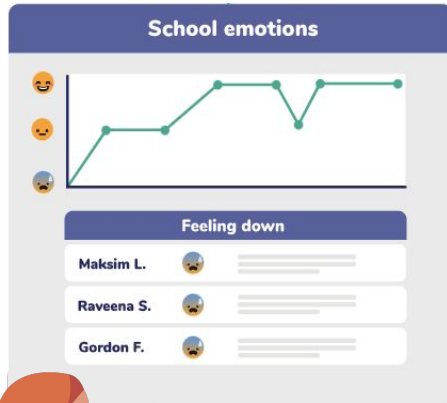 School emotions
Feeling down
Maksim L.
Raveena S.
Gordon F.